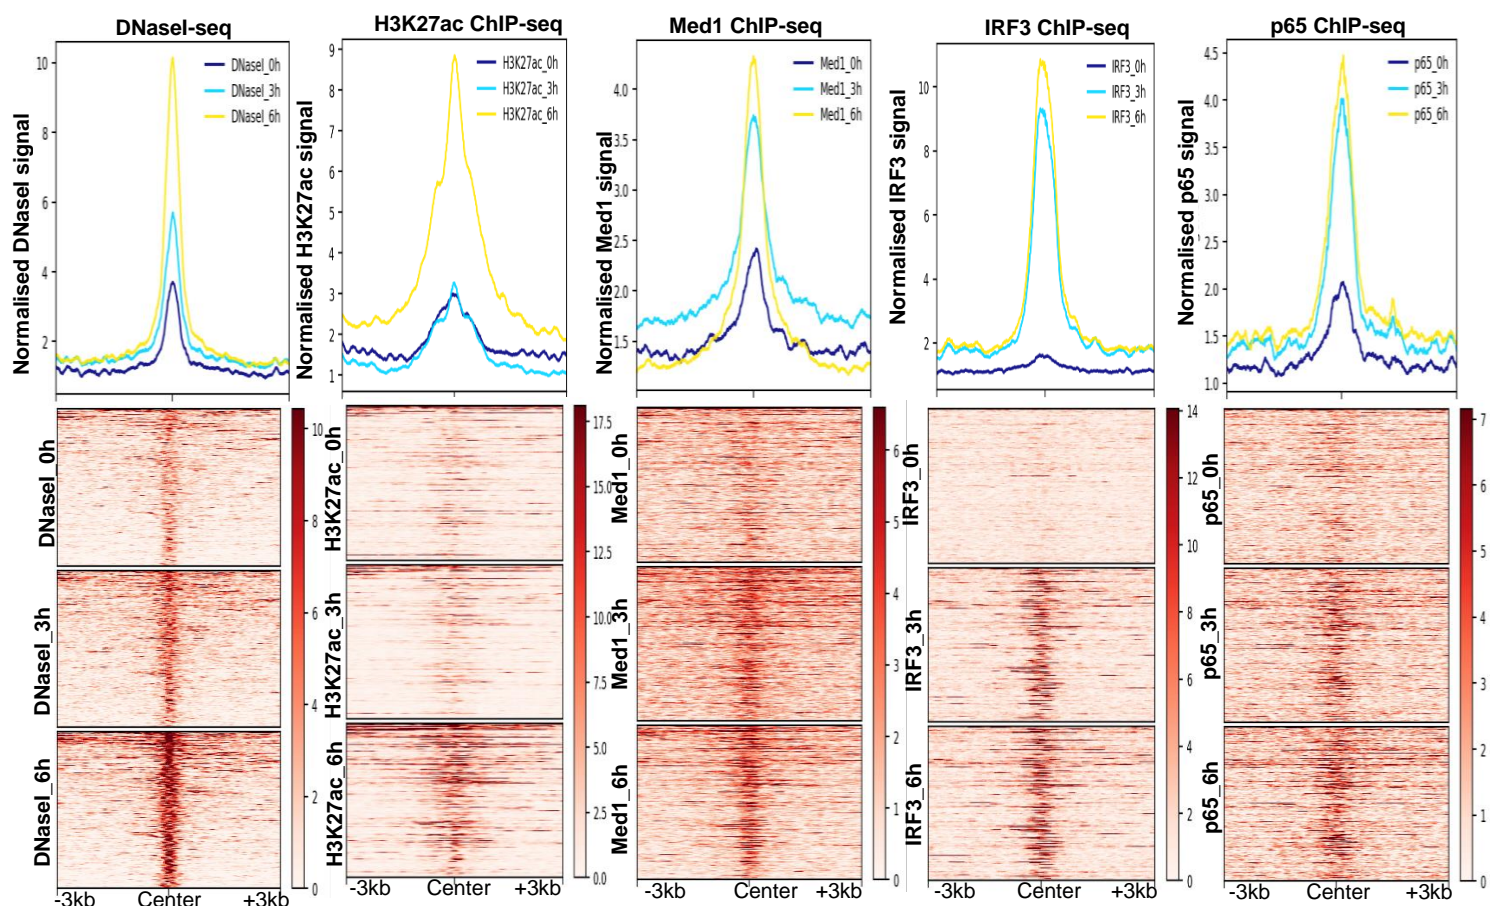 DNaseI-seq
Normalised DNaseI signal
10
8
6
4
2
DNaseI_0h
DNaseI_3h
DNaseI_6h
H3K27ac ChIP-seq
Normalised H3K27ac signal
9
8
7
6
5
4
3
2
1
H3K27ac_0h
H3K27ac_3h
H3K27ac_6h
Med1 ChIP-seq
Normalised Med1 signal
4.0
3.5
3.0
2.5
2.0
1.5
Med1_0h
Med1_3h
Med1_6h
IRF3 ChIP-seq
Normalised IRF3 signal
10
8
6
4
2
IRF3_0h
IRF3_3h
IRF3_6h
p65 ChIP-seq
Normalised p65 signal
4.5
4.0
3.5
3.0
2.5
2.0
1.5
1.0
p65_0h
p65_3h
p65_6h
DNaseI_0h
DNaseI_3h
DNaseI_6h
10
8
6
4
2
0
-3kb Center +3kb
H3K27ac_0h
H3K27ac_3h
H3K27ac_6h
17.5
15.0
12.5
10.0
7.5
5.0
2.5
0.0
-3kb Center +3kb
Med1_0h
Med1_3h
Med1_6h
6
5
4
3
2
1
0
-3kb Center +3kb
IRF3_0h
IRF3_3h
IRF3_6h
14
12
10
8
6
4
2
0
-3kb Center +3kb
p65_0h
p65_3h
p65_6h
7
6
5
4
3
2
1
0
-3kb Center +3kb